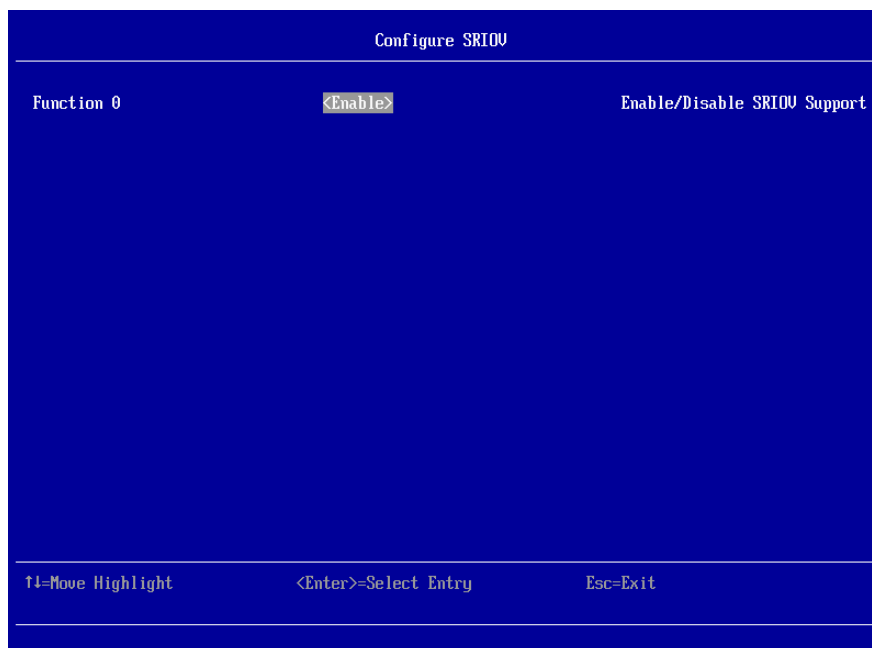 Configure SRIOV
Function 0 <Enable> Enable/Disable SRIOV Support
↑↓=Move Highlight <Enter>=Select Entry Esc=Exit